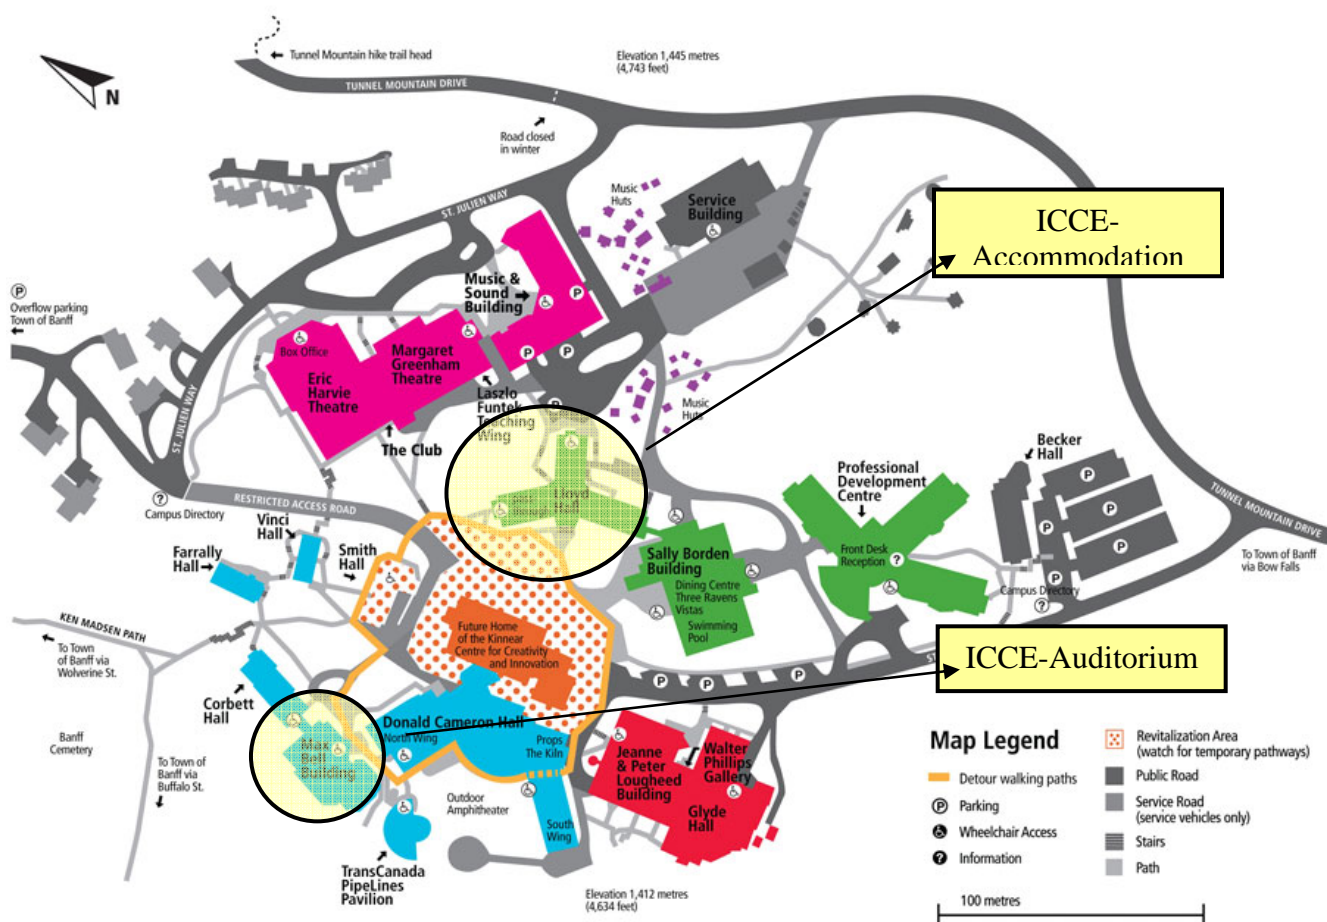 Tunnel Mountain hike trail head
Elevation 1,445 metres
(4,743 feet)
N
TUNNEL MOUNTAIN DRIVE
Road closed
in winter
ST. JULIEN WAY
Music
Huts
Service
Building
ICCE-
Accommodation
P
Overflow parking
Town of Banff
Music &
Sound
Building
P
Box Office
Margaret
Greenham
Theatre
P
P
Eric
Harvie
Theatre
Laszlo
Funtek
Teaching
Wing
P
Music
Huts
ST. JULIEN WAY
The Club
Becker
Hall
Professional
Development
Centre
P
P
P
P
P
TUNNEL MOUNTAIN DRIVE
To Town of Banff
via Bow Falls
RESTRICTED ACCESS ROAD
?
Campus Directory
Lloyd
Hall
Vinci
Hall
Farrally
Hall
Smith
Hall
Front Desk
Reception
?
Sally Borden
Building
Dining Centre
Three Ravens
Vistas
Swimming
Pool
Campus Directory
?
KEN MADSEN PATH
To Town
of Banff via
Wolverine St.
Future Home
of the Kinnear
Centre for Creativity
and Innovation
ICCE-Auditorium
P
P
P
Corbett
Hall
Banff
Cemetery
To Town of
Banff via
Buffalo St.
Max
Bell
Building
Donald Cameron Hall
North Wing
Props
The Kiln
Jeanne
& Peter
Lougheed
Building
Walter
Phillips
Gallery
Glyde
Hall
Outdoor
Amphitheater
South
Wing
TransCanada
PipeLines
Pavilion
Elevation 1,412 metres
(4,634 feet)
Map Legend
Detour walking paths
P Parking
Wheelchair Access
? Information
Revitalization Area
(watch for temporary pathways)
Public Road
Service Road
(service vehicles only)
Stairs
Path
100 metres